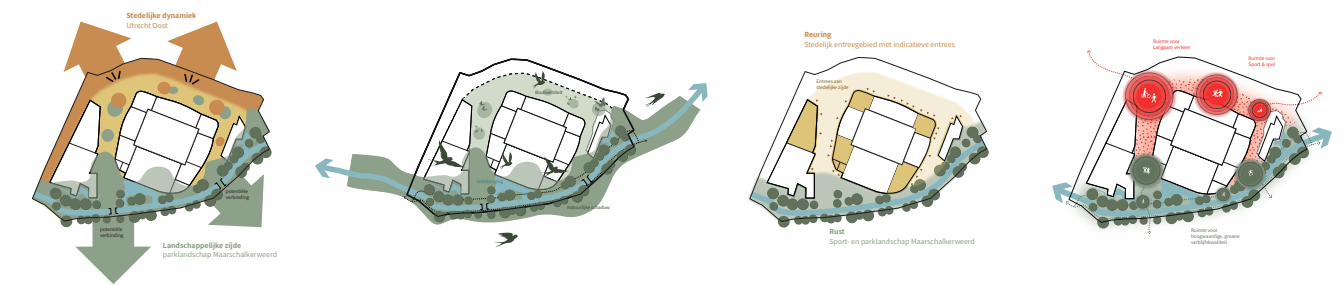 Stedelijke dynamiek
Utrecht Oost
potentiële
verbinding
potentiële
verbinding
Landschappelijke zijde
parklandschap Maarschalkerweerd
Biodiversiteit
Reuring
Stedelijk entreegebied met indicatieve entrees
Entrees aan
stedelijke zijde
Rust
Sport- en parklandschap Maarschalkerweerd
Ruimte voor
Langzaam verkeer
Ruimte voor
Sport & spel
Ruimte voor
hoogwaardige, groene
verblijfskwaliteit